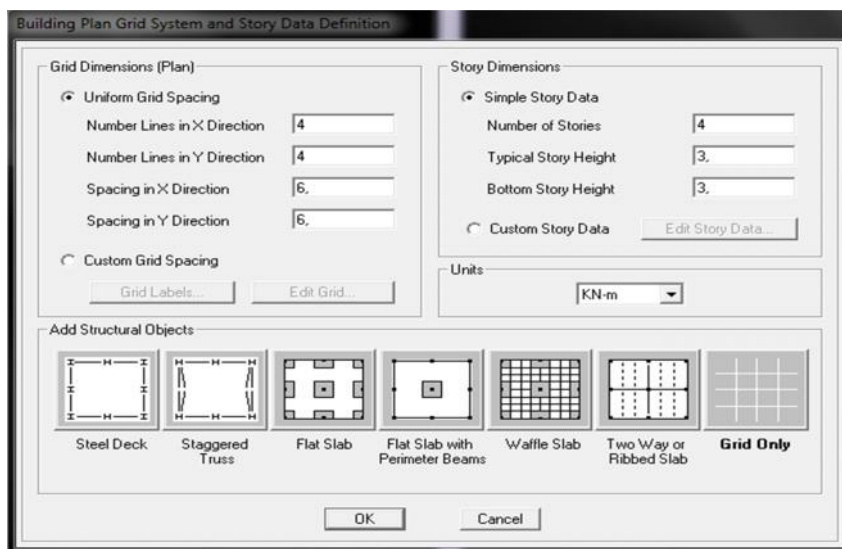 Building Plan Grid System and Story Data Definition
Grid Dimensions (Plan)
Uniform Grid Spacing
Number Lines in X Direction 4
Number Lines in Y Direction 4
Spacing in X Direction 6,
Spacing in Y Direction 6,
Custom Grid Spacing
Grid Labels... Edit Grid...
Story Dimensions
Simple Story Data
Number of Stories 4
Typical Story Height 3,
Bottom Story Height 3,
Custom Story Data Edit Story Data...
Units
KN-m
Add Structural Objects
Steel Deck
Staggered
Truss
Flat Slab
Flat Slab with
Perimeter Beams
Waffle Slab
Two Way or
Ribbed Slab
Grid Only
OK Cancel